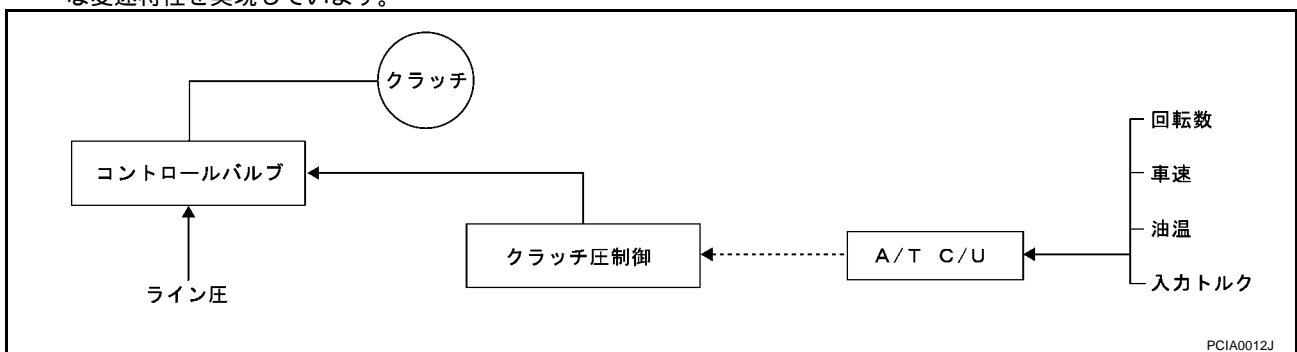 な変速特性を実現しています。
クラッチ
コントロールバルブ
ライン圧
クラッチ圧制御
A/T C/U
回転数
車速
油温
入力トルク
PCIA0012J